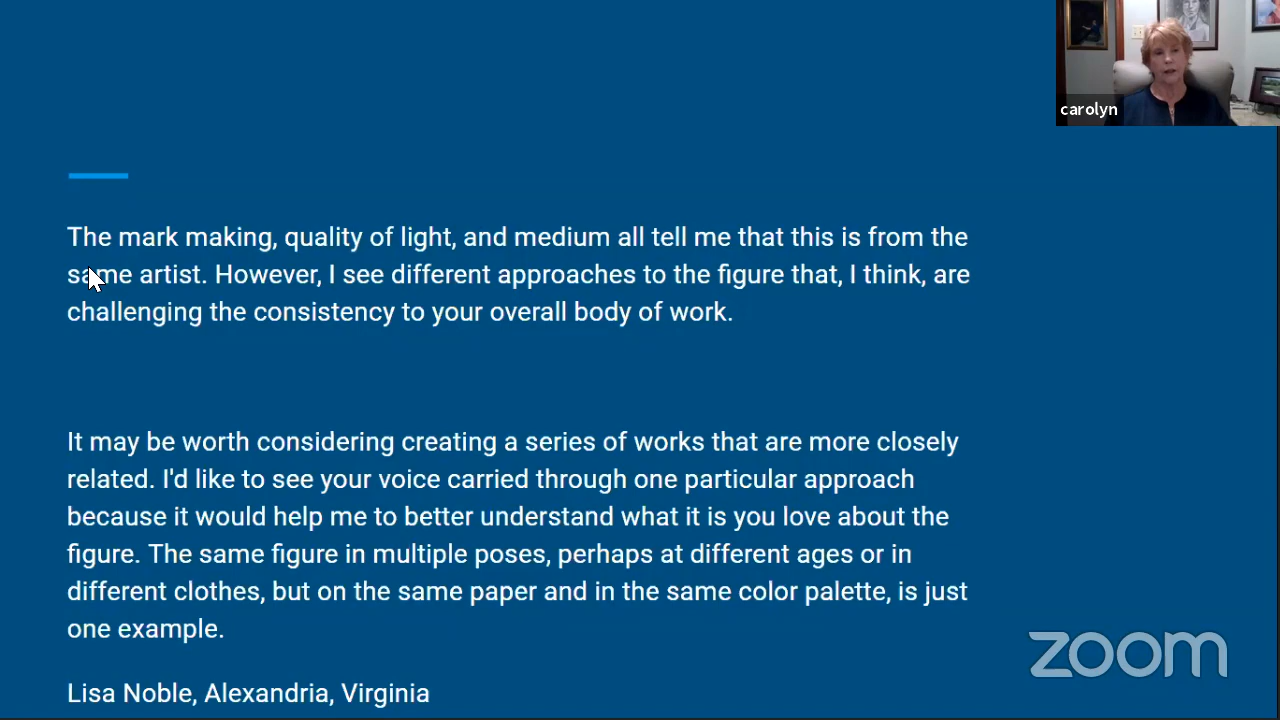 carolyn
The mark making, quality of light, and medium all tell me that this is from the
same artist. However, I see different approaches to the figure that, I think, are
challenging the consistency to your overall body of work.
It may be worth considering creating a series of works that are more closely
related. I'd like to see your voice carried through one particular approach
because it would help me to better understand what it is you love about the
figure. The same figure in multiple poses, perhaps at different ages or in
different clothes, but on the same paper and in the same color palette, is just
one example.
zoom
Lisa Noble, Alexandria, Virginia